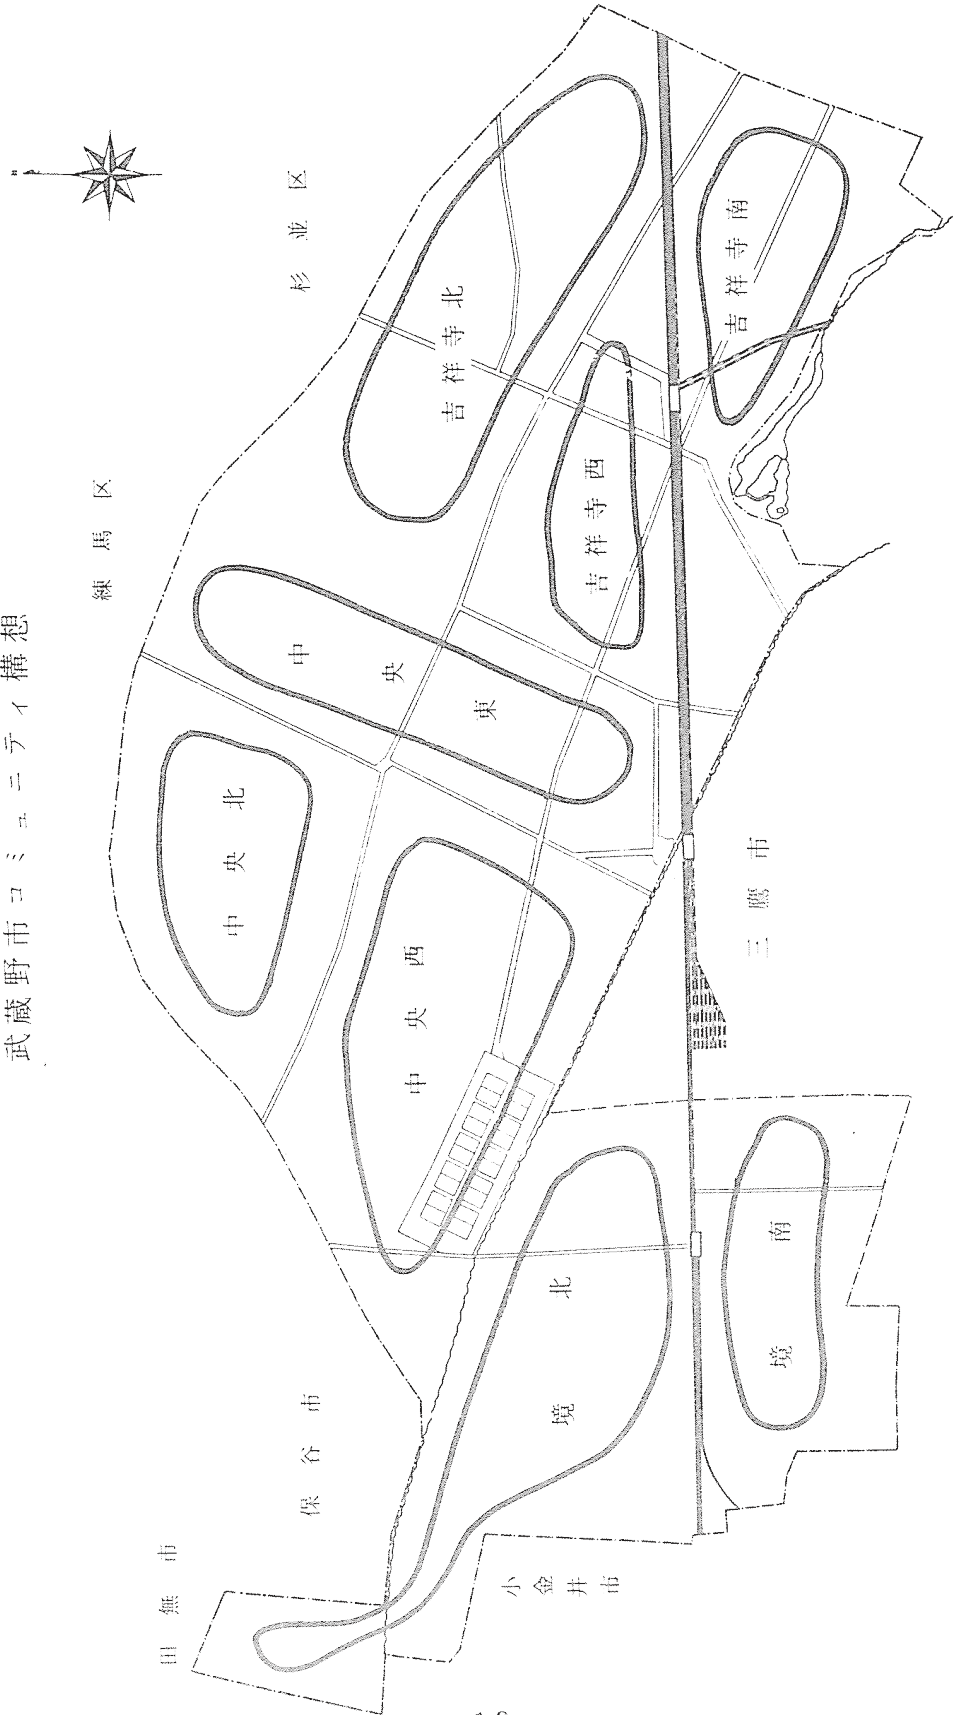 武蔵野市コミュニティ構想
田無市
保谷市
練馬区
杉並区
小金井市
三鷹市
境北
境南
中央西
中央北
中央東
吉祥寺西
吉祥寺北
吉祥寺南